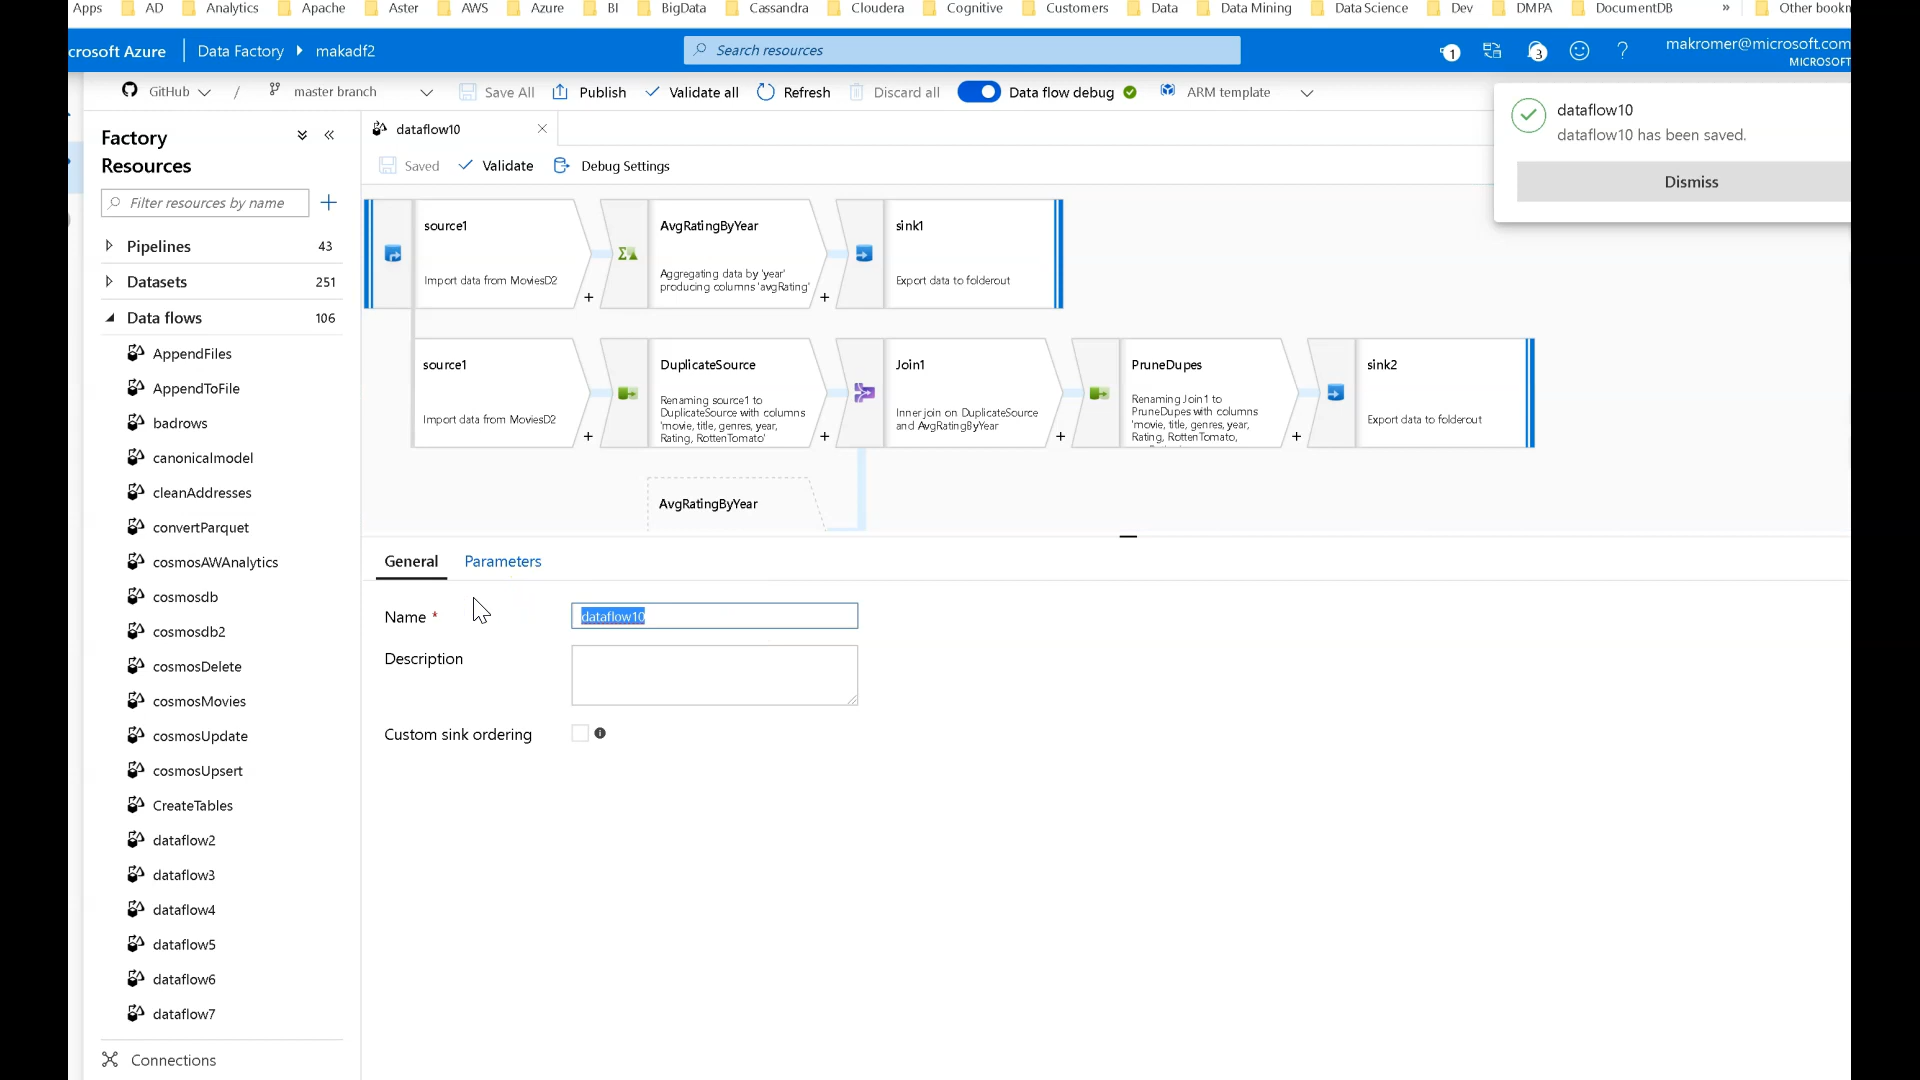 Apps AD Analytics Apache Aster AWS Azure BI BigData Cassandra Cloudera Cognitive Customers Data Data Mining Data Science Dev DMPA DocumentDB » Other bookn
crosoft Azure Data Factory makadf2 Search resources 1 3 ? makromer@microsoft.com
MICROSOFT
GitHub / master branch Save All Publish Validate all Refresh Discard all Data flow debug ARM template
Factory
Resources
Filter resources by name
Pipelines 43
Datasets 251
Data flows 106
AppendFiles
AppendToFile
badrows
canonicalmodel
cleanAddresses
convertParquet
cosmosAWAnalytics
cosmosdb
cosmosdb2
cosmosDelete
cosmosMovies
cosmosUpdate
cosmosUpsert
CreateTables
dataflow2
dataflow3
dataflow4
dataflow5
dataflow6
dataflow7
Connections
dataflow10
Saved Validate Debug Settings
source1
Import data from MoviesD2
+
AvgRatingByYear
Aggregating data by 'year'
producing columns 'avgRating'
+
sink1
Export data to folderout
source1
Import data from MoviesD2
+
DuplicateSource
Renaming source1 to
DuplicateSource with columns
'movie, title, genres, year,
Rating, RottenTomato'
+
Join1
Inner join on DuplicateSource
and AvgRatingByYear
+
PruneDupes
Renaming Join1 to
PruneDupes with columns
'movie, title, genres, year,
Rating, RottenTomato,
+
sink2
Export data to folderout
AvgRatingByYear
dataflow10
dataflow10 has been saved.
Dismiss
General Parameters
Name * dataflow10
Description
Custom sink ordering